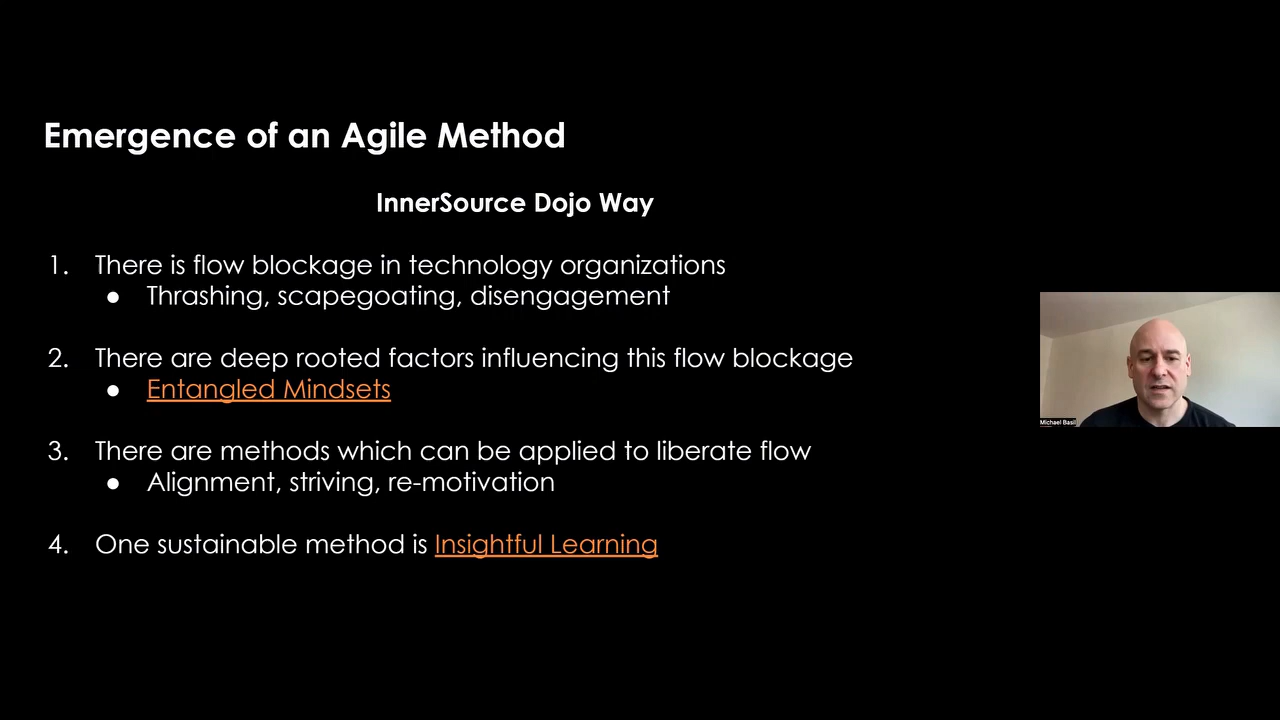 Emergence of an Agile Method
InnerSource Dojo Way
1. There is flow blockage in technology organizations
● Thrashing, scapegoating, disengagement
2. There are deep rooted factors influencing this flow blockage
● Entangled Mindsets
3. There are methods which can be applied to liberate flow
● Alignment, striving, re-motivation
4. One sustainable method is Insightful Learning
Michael Basil